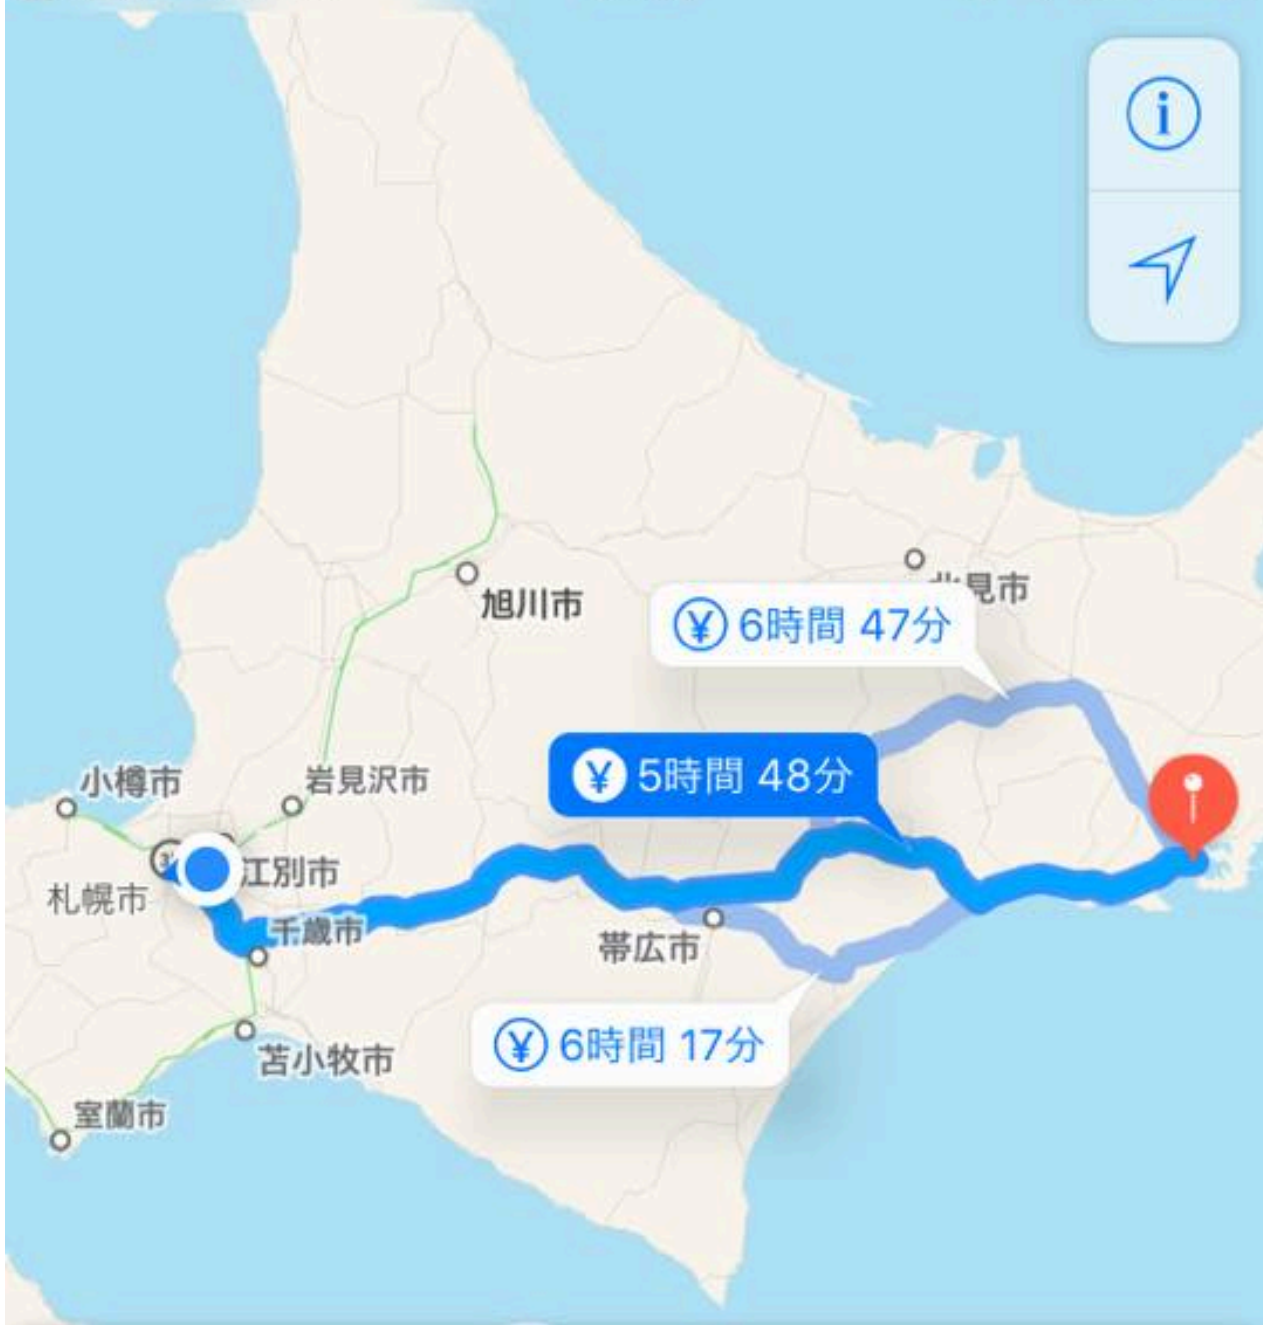 旭川市
見市
¥ 6時間 47分
¥ 5時間 48分
小樽市
岩見沢市
江別市
札幌市
千歳市
帯広市
¥ 6時間 17分
苫小牧市
室蘭市